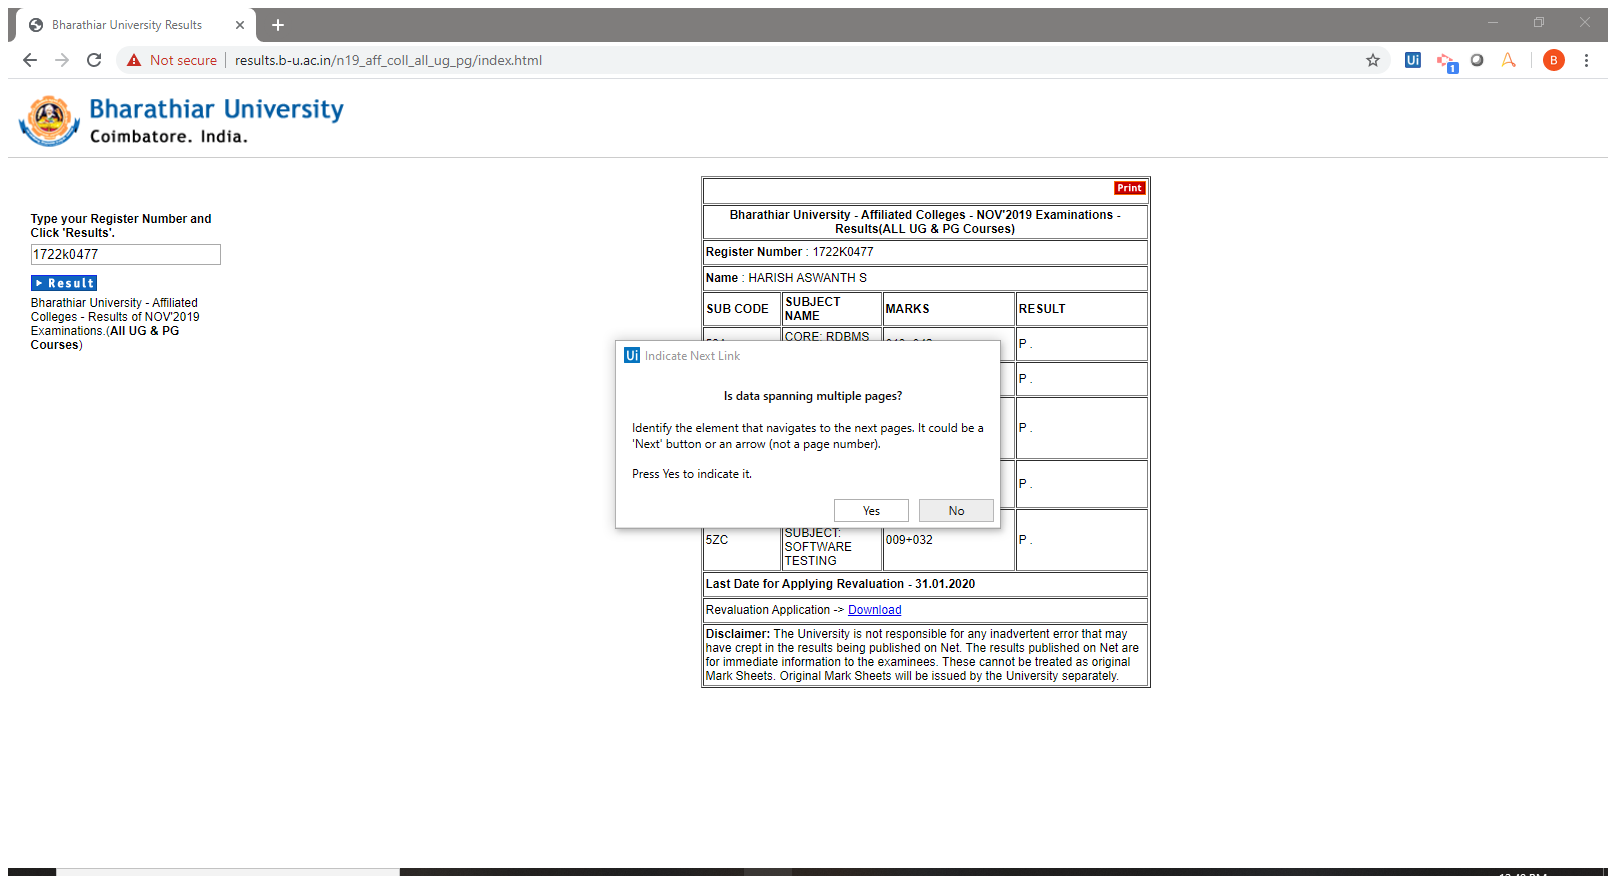 Bharathiar University Results
Not secure
results.b-u.ac.in/n19_aff_coll_all_ug_pg/index.html
Ui
1
B
Bharathiar University
Coimbatore. India.
Type your Register Number and
Click 'Results'.
1722k0477
Result
Bharathiar University - Affiliated
Colleges - Results of NOV'2019
Examinations.(All UG & PG
Courses)
Print
Bharathiar University - Affiliated Colleges - NOV'2019 Examinations -
Results(ALL UG & PG Courses)
Register Number : 1722K0477
Name : HARISH ASWANTH S
SUB CODE SUBJECT NAME MARKS RESULT
CORE: RDBMS
P .
P .
P .
P .
Ui Indicate Next Link
Is data spanning multiple pages?
Identify the element that navigates to the next pages. It could be a
'Next' button or an arrow (not a page number).
Press Yes to indicate it.
Yes No
5ZC SUBJECT: SOFTWARE TESTING 009+032 P .
Last Date for Applying Revaluation - 31.01.2020
Revaluation Application -> Download
Disclaimer: The University is not responsible for any inadvertent error that may
have crept in the results being published on Net. The results published on Net are
for immediate information to the examinees. These cannot be treated as original
Mark Sheets. Original Mark Sheets will be issued by the University separately.